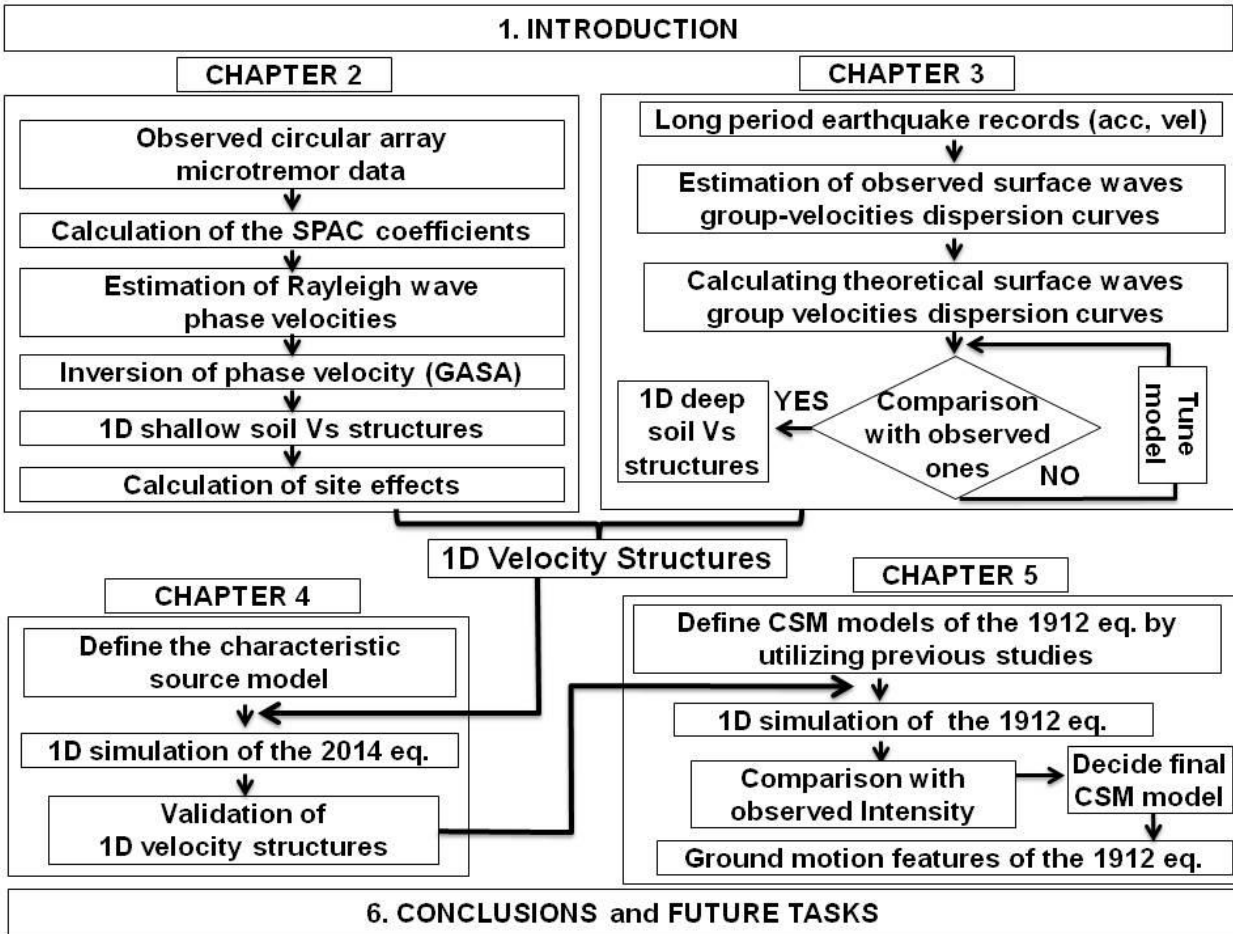 1. INTRODUCTION
CHAPTER 2
Observed circular array
microtremor data
Calculation of the SPAC coefficients
Estimation of Rayleigh wave
phase velocities
Inversion of phase velocity (GASA)
1D shallow soil Vs structures
Calculation of site effects
CHAPTER 3
Long period earthquake records (acc, vel)
Estimation of observed surface waves
group-velocities dispersion curves
Calculating theoretical surface waves
group velocities dispersion curves
Comparison
with observed
ones
YES
1D deep
soil Vs
structures
NO
Tune
model
1D Velocity Structures
CHAPTER 4
Define the characteristic
source model
1D simulation of the 2014 eq.
Validation of
1D velocity structures
CHAPTER 5
Define CSM models of the 1912 eq. by
utilizing previous studies
1D simulation of the 1912 eq.
Comparison with
observed Intensity
Decide final
CSM model
Ground motion features of the 1912 eq.
6. CONCLUSIONS and FUTURE TASKS